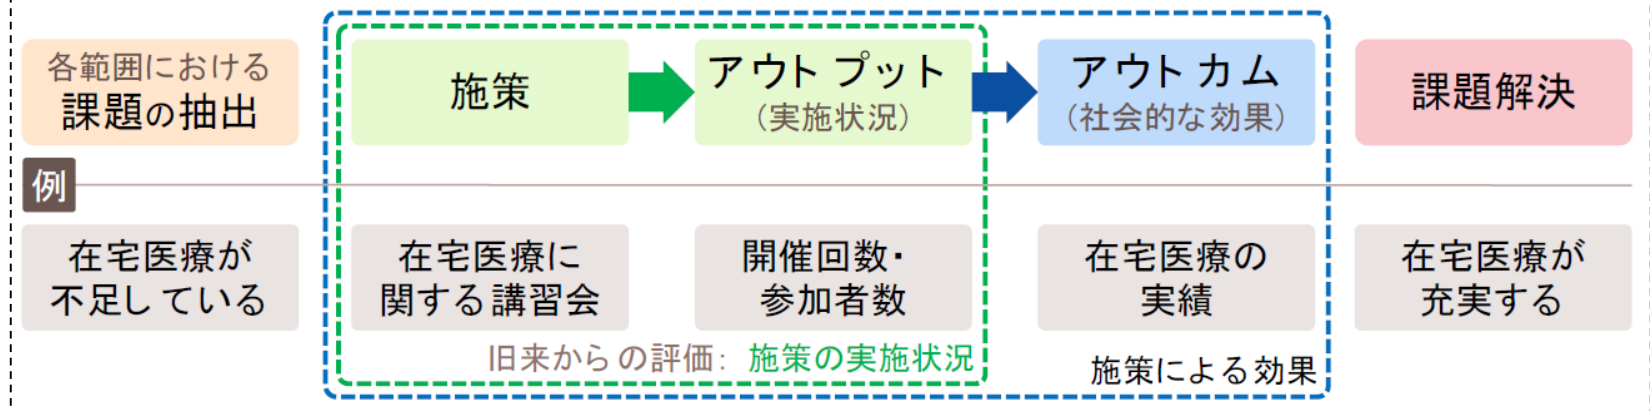 各範囲における
課題の抽出
施策
アウトプット
(実施状況)
アウトカム
(社会的な効果)
課題解決
例
在宅医療が
不足している
在宅医療に
関する講習会
開催回数・
参加者数
在宅医療の
実績
在宅医療が
充実する
旧来からの評価：施策の実施状況
施策による効果